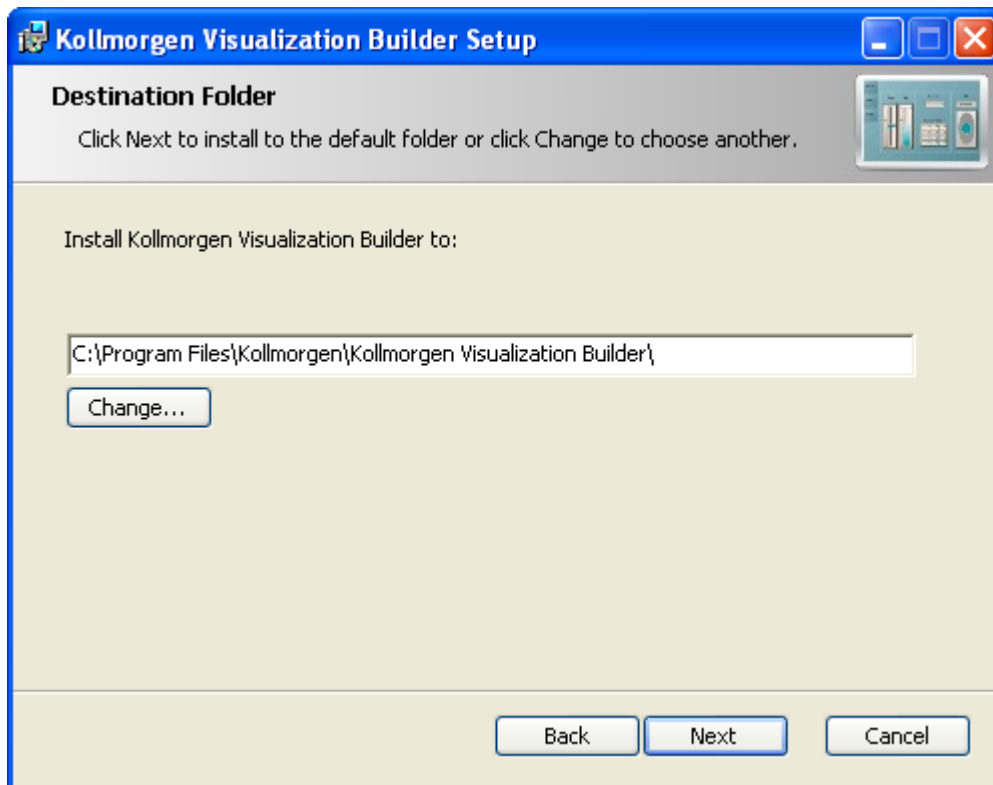 Kollmorgen Visualization Builder Setup
Destination Folder
Click Next to install to the default folder or click Change to choose another.
Install Kollmorgen Visualization Builder to:
C:\Program Files\Kollmorgen\Kollmorgen Visualization Builder\
Change...
Back Next Cancel